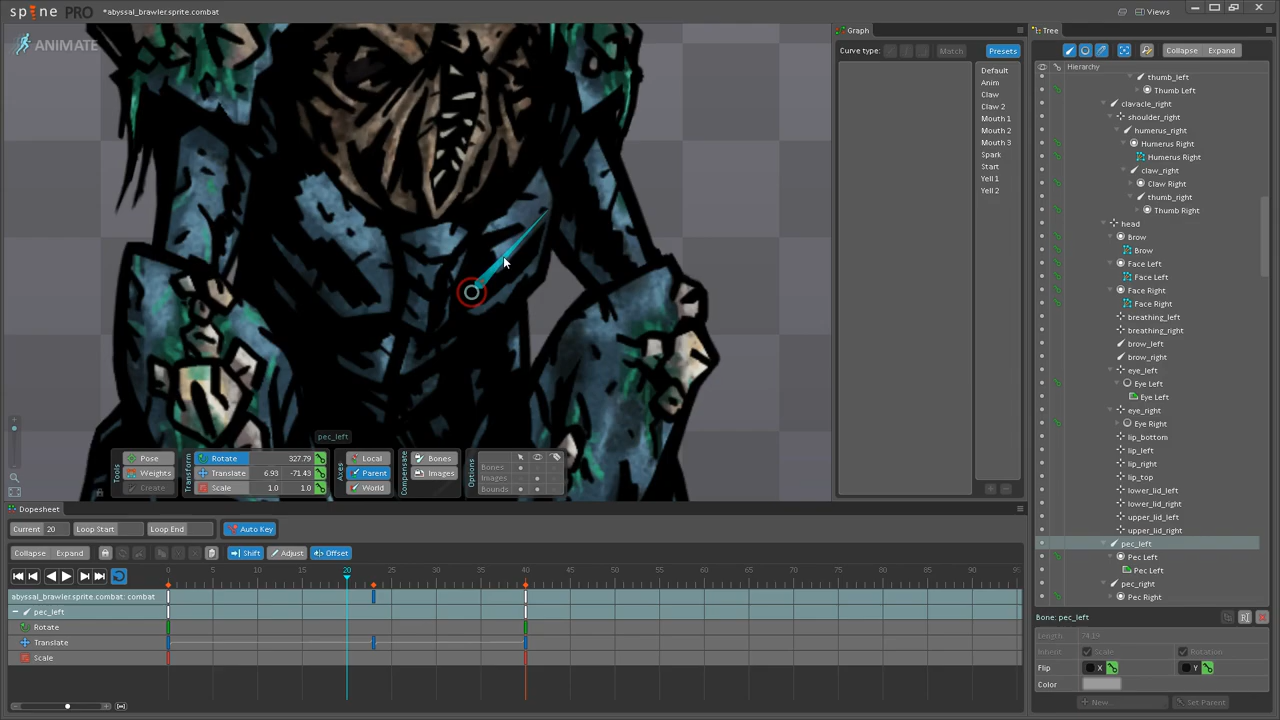 spine PRO
*abyssal_brawler.sprite.combat
Views
ANIMATE
Graph
Curve type:
Match
Presets
Default
Anim
Claw
Claw 2
Mouth 1
Mouth 2
Mouth 3
Spark
Start
Yell 1
Yell 2
Tree
Collapse
Expand
Hierarchy
thumb_left
Thumb Left
clavacle_right
shoulder_right
humerus_right
Humerus Right
Humerus Right
claw_right
Claw Right
thumb_right
Thumb Right
head
Brow
Brow
Face Left
Face Left
Face Right
Face Right
breathing_left
breathing_right
brow_left
brow_right
eye_left
Eye Left
Eye Left
eye_right
Eye Right
lip_bottom
lip_left
lip_right
lip_top
lower_lid_left
lower_lid_right
upper_lid_left
upper_lid_right
pec_left
Pec Left
Pec Left
pec_right
Pec Right
Bone: pec_left
Length 74.19
Inherit Scale Rotation
Flip X Y
Color
New...
Set Parent
pec_left
Tools
Pose
Weights
Create
Transform
Rotate 327.79
Translate 6.93 -71.43
Scale 1.0 1.0
Axes
Local
Parent
World
Compensate
Bones
Images
Options
Bones
Images
Bounds
Dopesheet
Current 20 Loop Start Loop End Auto Key
Collapse Expand Shift Adjust Offset
0 5 10 15 20 25 30 35 40 45 50 55 60 65 70 75 80 85 90
abyssal_brawler.sprite.combat: combat
pec_left
Rotate
Translate
Scale